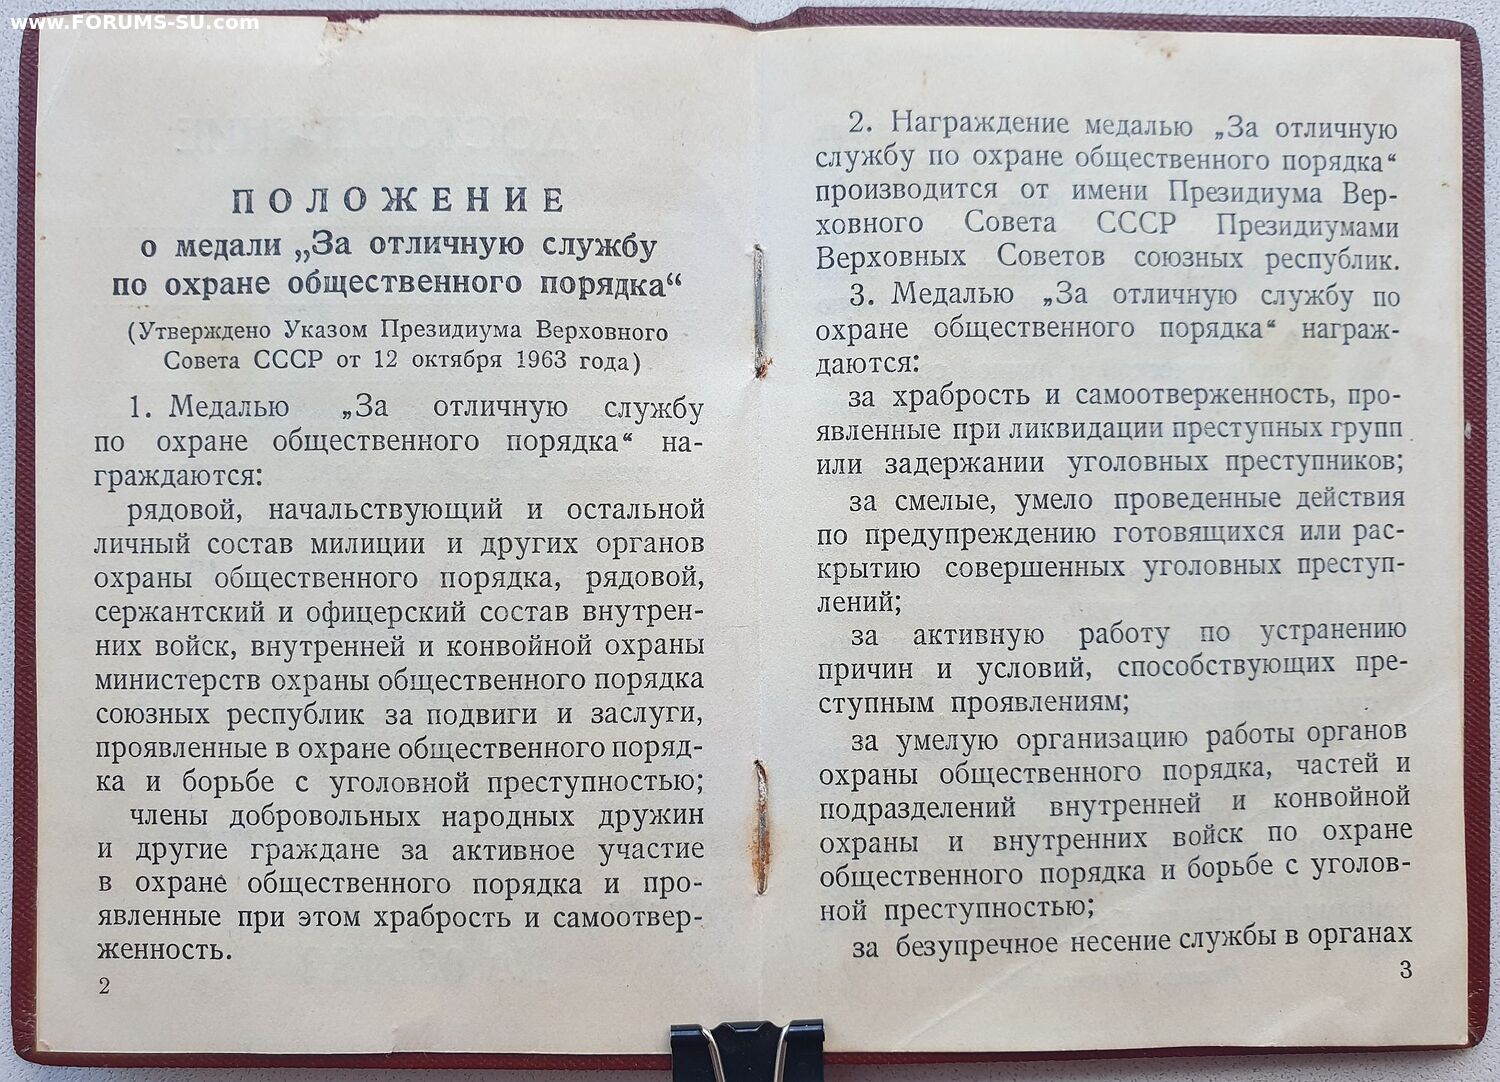 www.FORUMS-SU.com
ПОЛОЖЕНИЕ
о медали „За отличную службу
по охране общественного порядка“
(Утверждено Указом Президиума Верховного
Совета СССР от 12 октября 1963 года)
1. Медалью „За отличную службу
по охране общественного порядка“ на-
граждаются:
рядовой, начальствующий и остальной
личный состав милиции и других органов
охраны общественного порядка, рядовой,
сержантский и офицерский состав внутрен-
них войск, внутренней и конвойной охраны
министерств охраны общественного порядка
союзных республик за подвиги и заслуги,
проявленные в охране общественного поряд-
ка и борьбе с уголовной преступностью;
члены добровольных народных дружин
и другие граждане за активное участие
в охране общественного порядка и про-
явленные при этом храбрость и самоотвер-
женность.
2
2. Награждение медалью „За отличную
службу по охране общественного порядка“
производится от имени Президиума Вер-
ховного Совета СССР Президиумами
Верховных Советов союзных республик.
3. Медалью „За отличную службу по
охране общественного порядка“ награж-
даются:
за храбрость и самоотверженность, про-
явленные при ликвидации преступных групп
или задержании уголовных преступников;
за смелые, умело проведенные действия
по предупреждению готовящихся или рас-
крытию совершенных уголовных преступ-
лений;
за активную работу по устранению
причин и условий, способствующих пре-
ступным проявлениям;
за умелую организацию работы органов
охраны общественного порядка, частей и
подразделений внутренней и конвойной
охраны и внутренних войск по охране
общественного порядка и борьбе с уголов-
ной преступностью;
за безупречное несение службы в органах
3